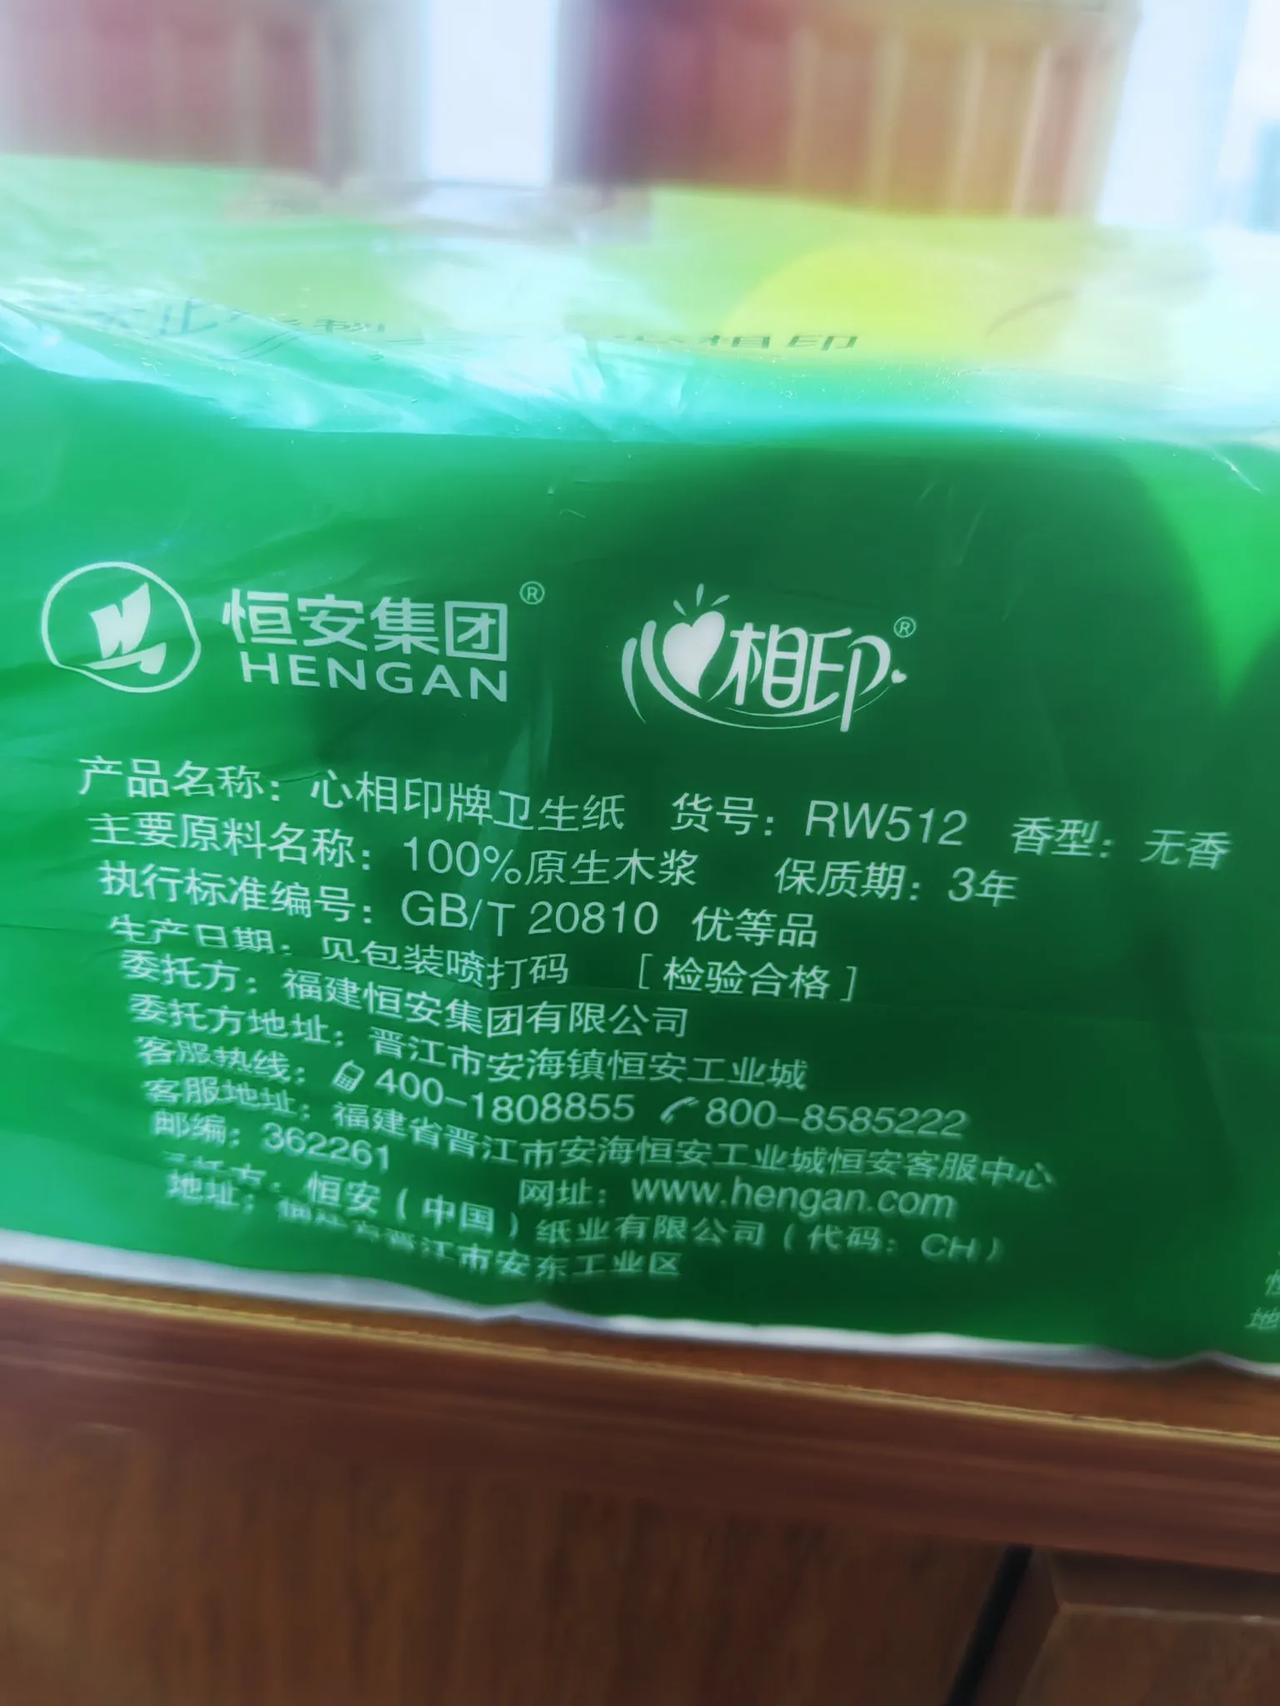 相印
恒安集团®
HENGAN
心相印®
产品名称：心相印牌卫生纸 货号：RW512 香型：无香
主要原料名称：100%原生木浆 保质期：3年
执行标准编号：GB/T 20810 优等品
生产日期：见包装喷打码 [检验合格]
委托方：福建恒安集团有限公司
委托方地址：晋江市安海镇恒安工业城
客服热线：400-1808855 800-8585222
客服地址：福建省晋江市安海恒安工业城恒安客服中心
邮编：362261 网址：www.hengan.com
托方：恒安（中国）纸业有限公司（代码：CH）
地址：福建省晋江市安东工业区
地